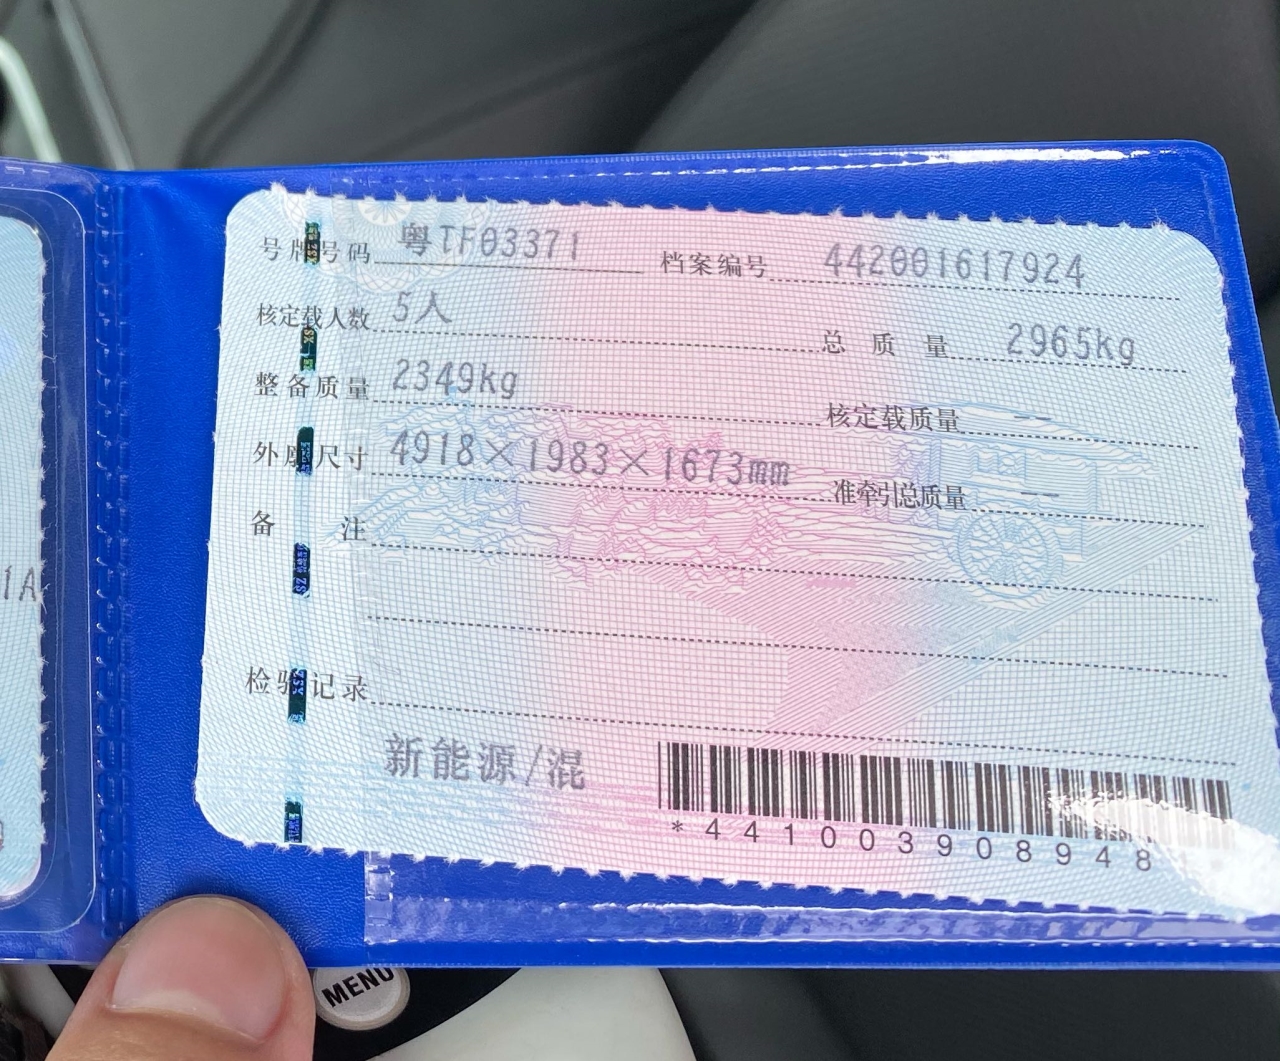 号牌号码 粤TF03371 档案编号 442001617924
核定载人数 5人 总质量 2965kg
整备质量 2349kg 核定载质量 —
外廓尺寸 4918×1983×1673mm 准牵引总质量 —
备注
检验记录
新能源/混
*441003908948
1A
MENU